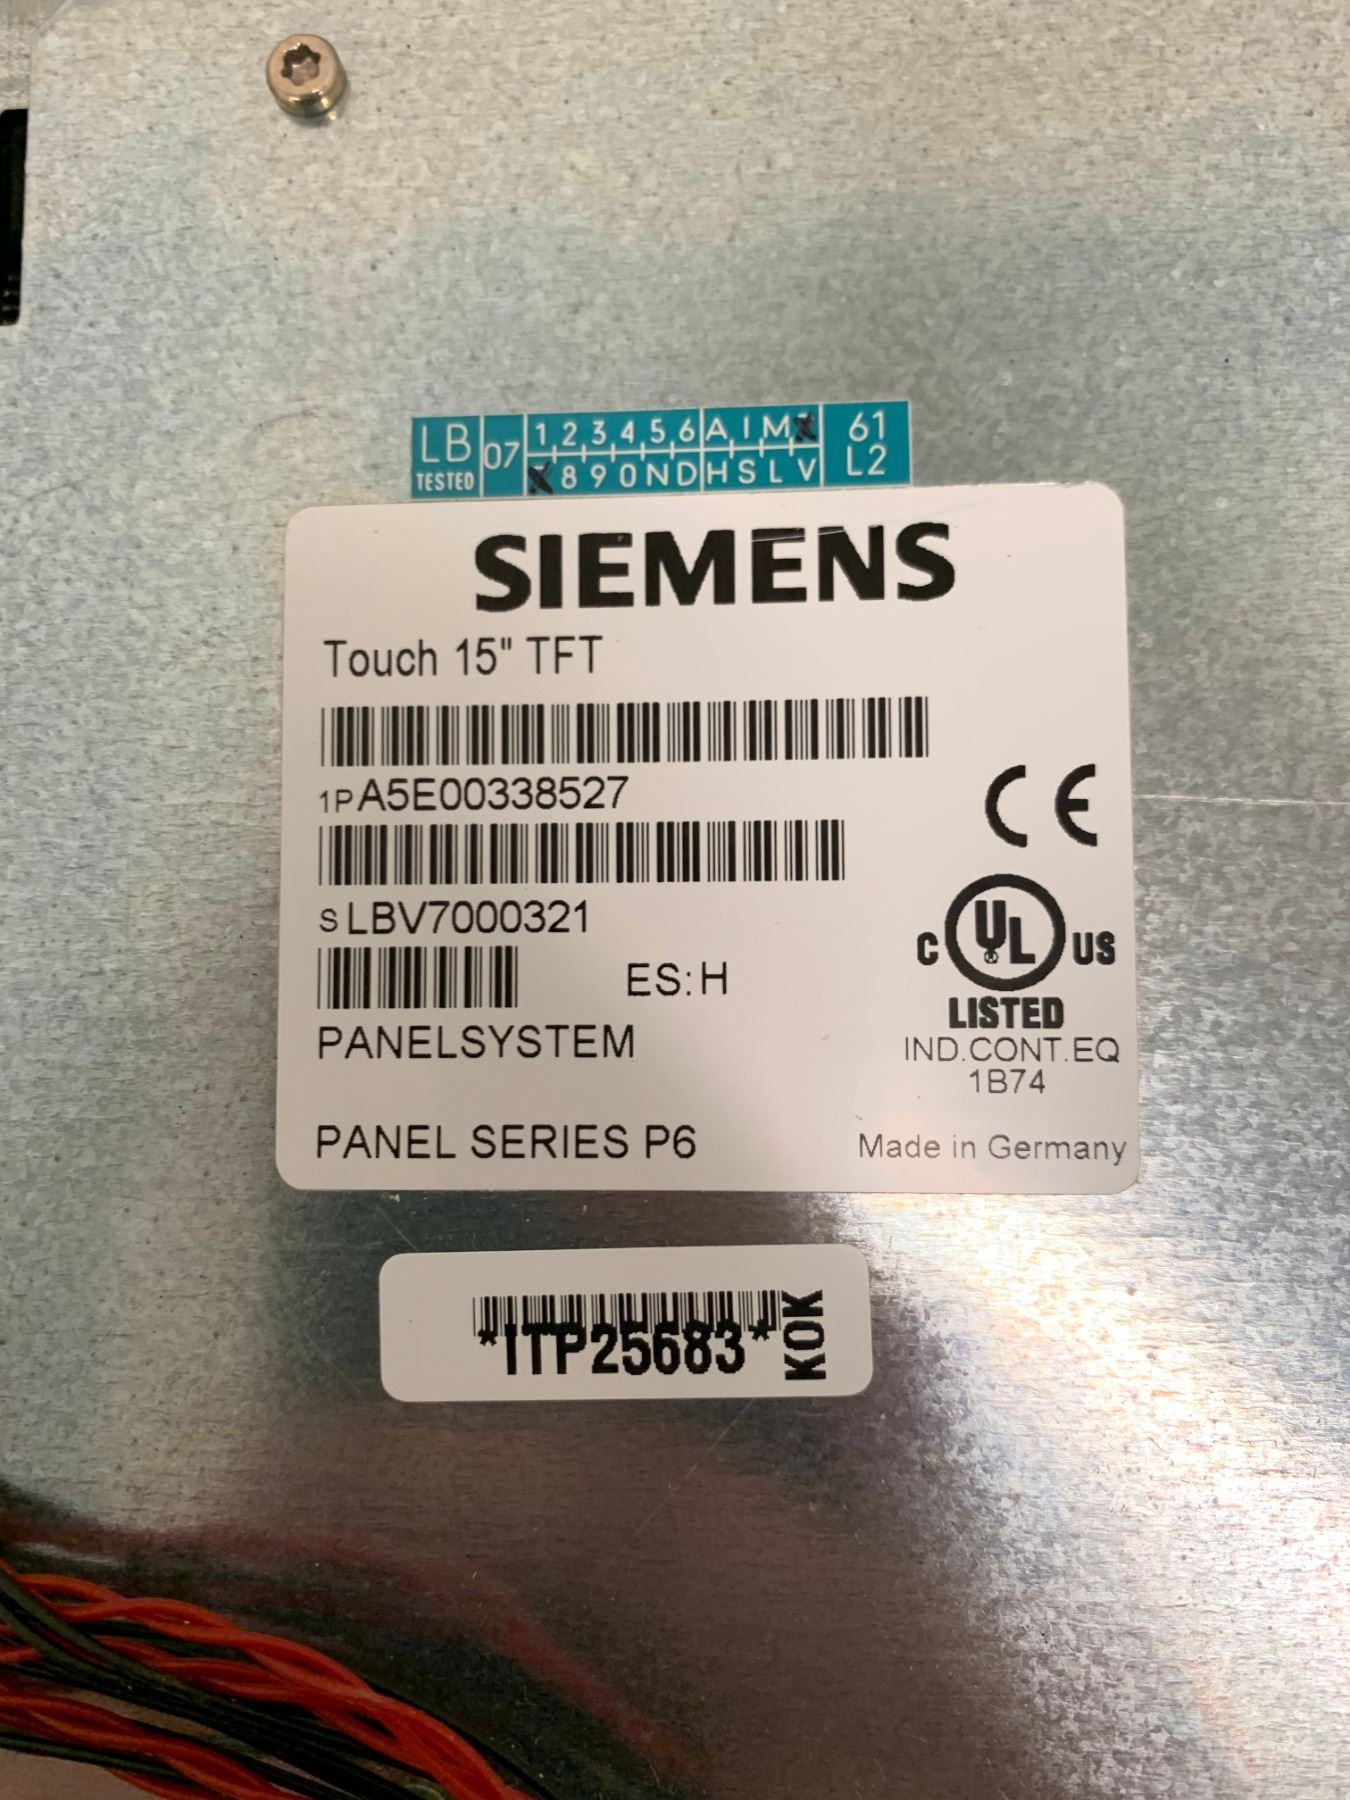 LB TESTED 07 1 2 3 4 5 6 A I M 61
8 9 0 N D H S L V L2
SIEMENS
Touch 15" TFT
1P A5E00338527
S LBV7000321
ES: H
PANELSYSTEM
PANEL SERIES P6
CE
C UL US
LISTED
IND.CONT.EQ
1B74
Made in Germany
*ITP25683*
KOK